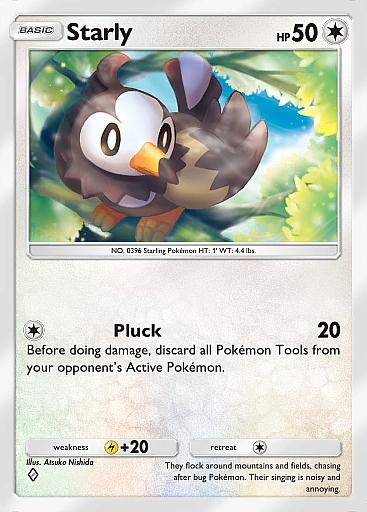 BASIC Starly HP 50
NO. 0396 Starling Pokémon HT: 1' WT: 4.4 lbs.
Pluck 20
Before doing damage, discard all Pokémon Tools from
your opponent's Active Pokémon.
weakness +20 retreat
Illus. Atsuko Nishida
They flock around mountains and fields, chasing
after bug Pokémon. Their singing is noisy and
annoying.